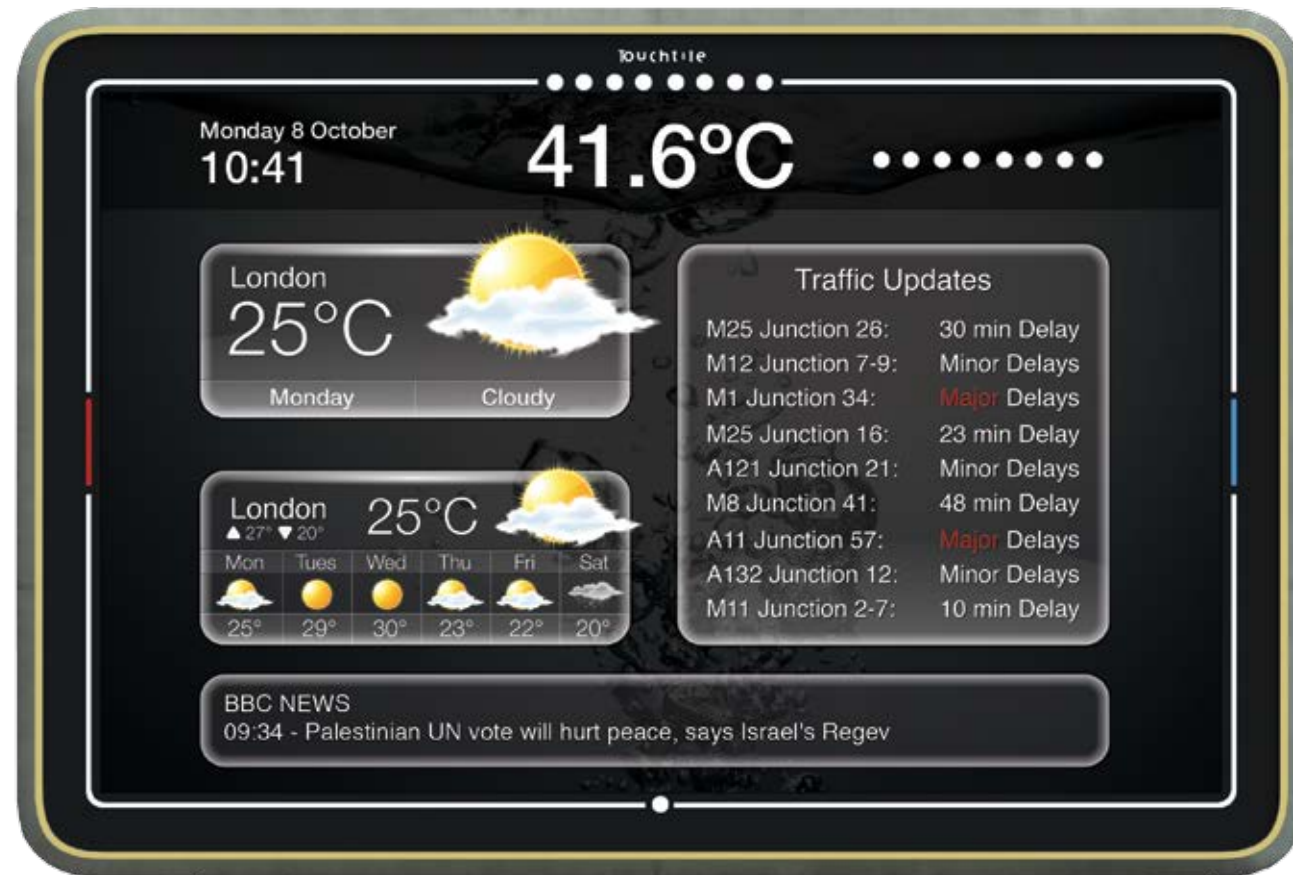 Touchtile
Monday 8 October
10:41
41.6ºC
London
25°C
Monday Cloudy
London 25°C
▲ 27° ▼ 20°
Mon Tues Wed Thu Fri Sat
25° 29° 30° 23° 22° 20°
Traffic Updates
M25 Junction 26: 30 min Delay
M12 Junction 7-9: Minor Delays
M1 Junction 34: Major Delays
M25 Junction 16: 23 min Delay
A121 Junction 21: Minor Delays
M8 Junction 41: 48 min Delay
A11 Junction 57: Major Delays
A132 Junction 12: Minor Delays
M11 Junction 2-7: 10 min Delay
BBC NEWS
09:34 - Palestinian UN vote will hurt peace, says Israel's Regev